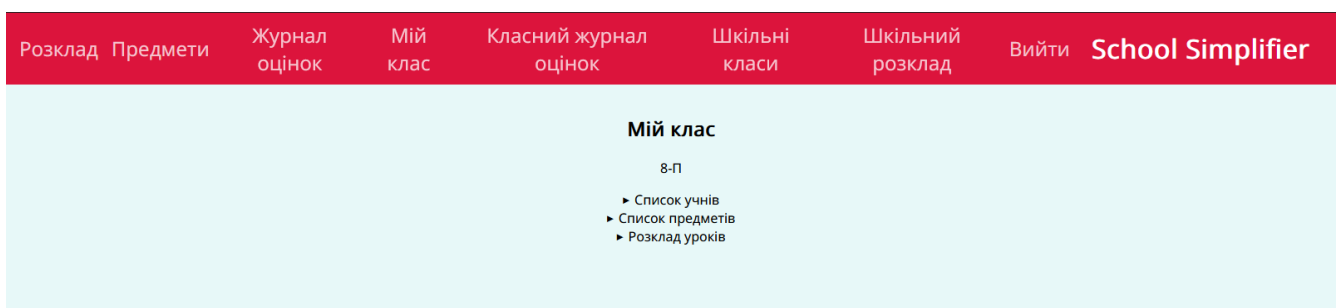 Розклад Предмети Журнал оцінок Мій клас Класний журнал оцінок Шкільні класи Шкільний розклад Вийти School Simplifier
Мій клас
8-П
▸ Список учнів
▸ Список предметів
▸ Розклад уроків